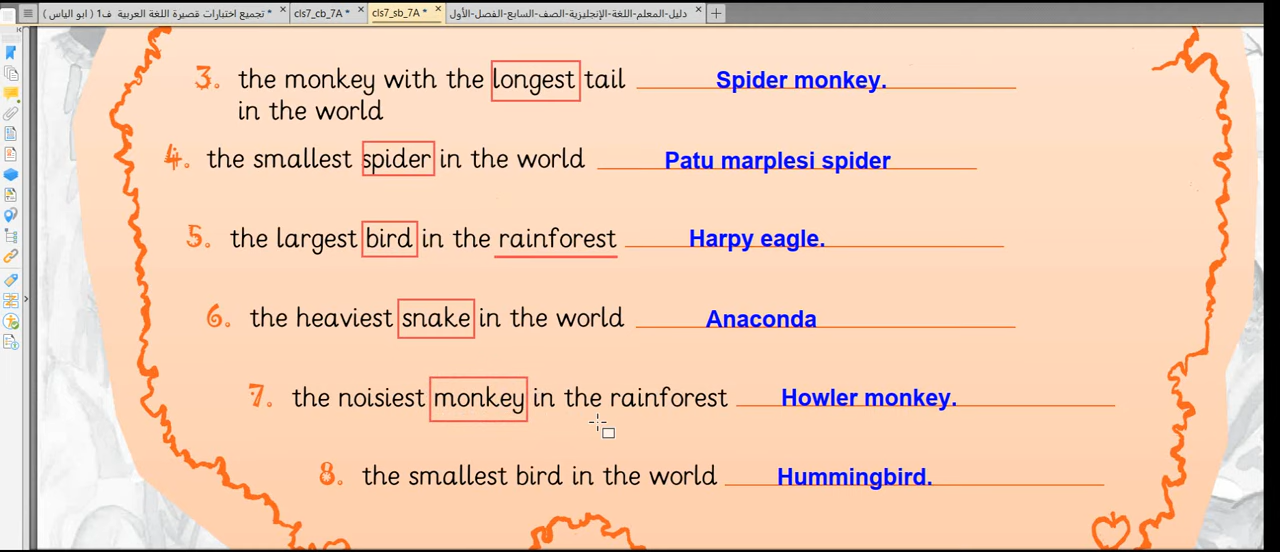 تجميع اختبارات قصيرة اللغة العربية ف1 ( ابو الياس ) *
cls7_cb_7A *
cls7_sb_7A *
دليل-المعلم-اللغة-الإنجليزية-الصف-السابع-الفصل-الأول
3. the monkey with the longest tail Spider monkey.
in the world
4. the smallest spider in the world Patu marplesi spider
5. the largest bird in the rainforest Harpy eagle.
6. the heaviest snake in the world Anaconda
7. the noisiest monkey in the rainforest Howler monkey.
8. the smallest bird in the world Hummingbird.